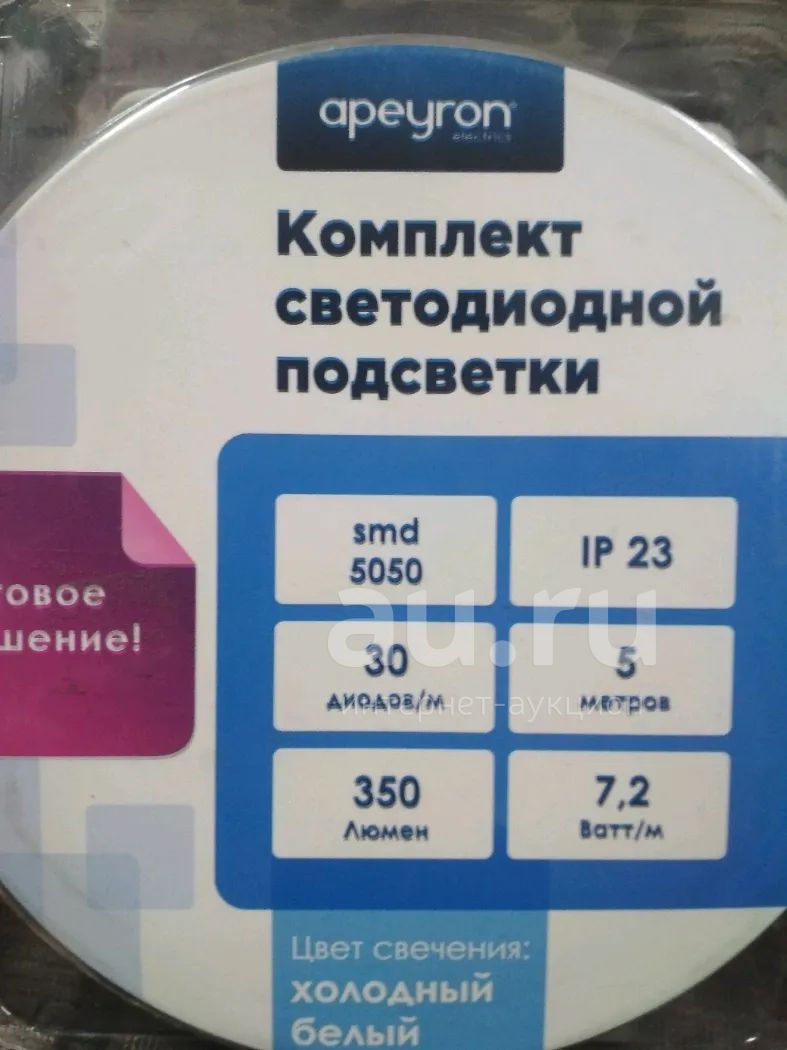 apeyron
electrics
Комплект
светодиодной
подсветки
smd
5050
IP 23
au.ru
30
диодов/м
5
метров
интернет-аукцион
товое
шение!
350
Люмен
7,2
Ватт/м
Цвет свечения:
холодный
белый